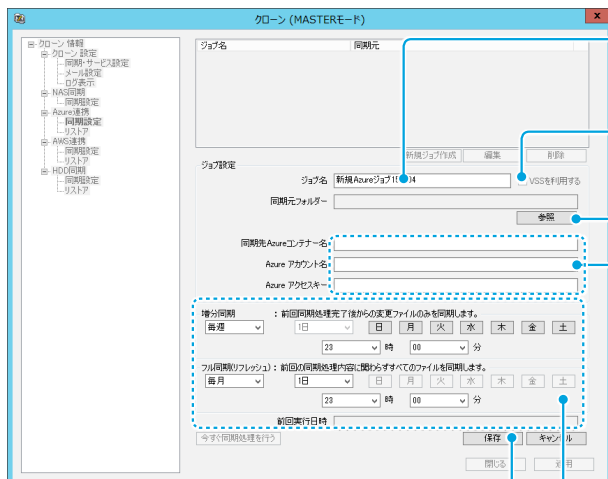 クローン (MASTERモード)
x
クローン 情報
クローン 設定
同期・サービス設定
メール設定
ログ表示
NAS同期
同期設定
Azure連携
同期設定
リストア
AWS連携
同期設定
リストア
HDD同期
同期設定
リストア
ジョブ名 同期元
新規ジョブ作成 編集 削除
ジョブ設定
ジョブ名 新規Azureジョブ15 04 VSSを利用する
同期元フォルダー
参照
同期先Azureコンテナー名
Azure アカウント名
Azure アクセスキー
増分同期 : 前回同期処理完了後からの変更ファイルのみを同期します。
毎週 1日 日 月 火 水 木 金 土
23 時 00 分
フル同期(リフレッシュ) : 前回の同期処理内容に関わらずすべてのファイルを同期します。
毎月 1日 日 月 火 水 木 金 土
23 時 00 分
前回実行日時
今すぐ同期処理を行う 保存 キャンセル
閉じる 適用